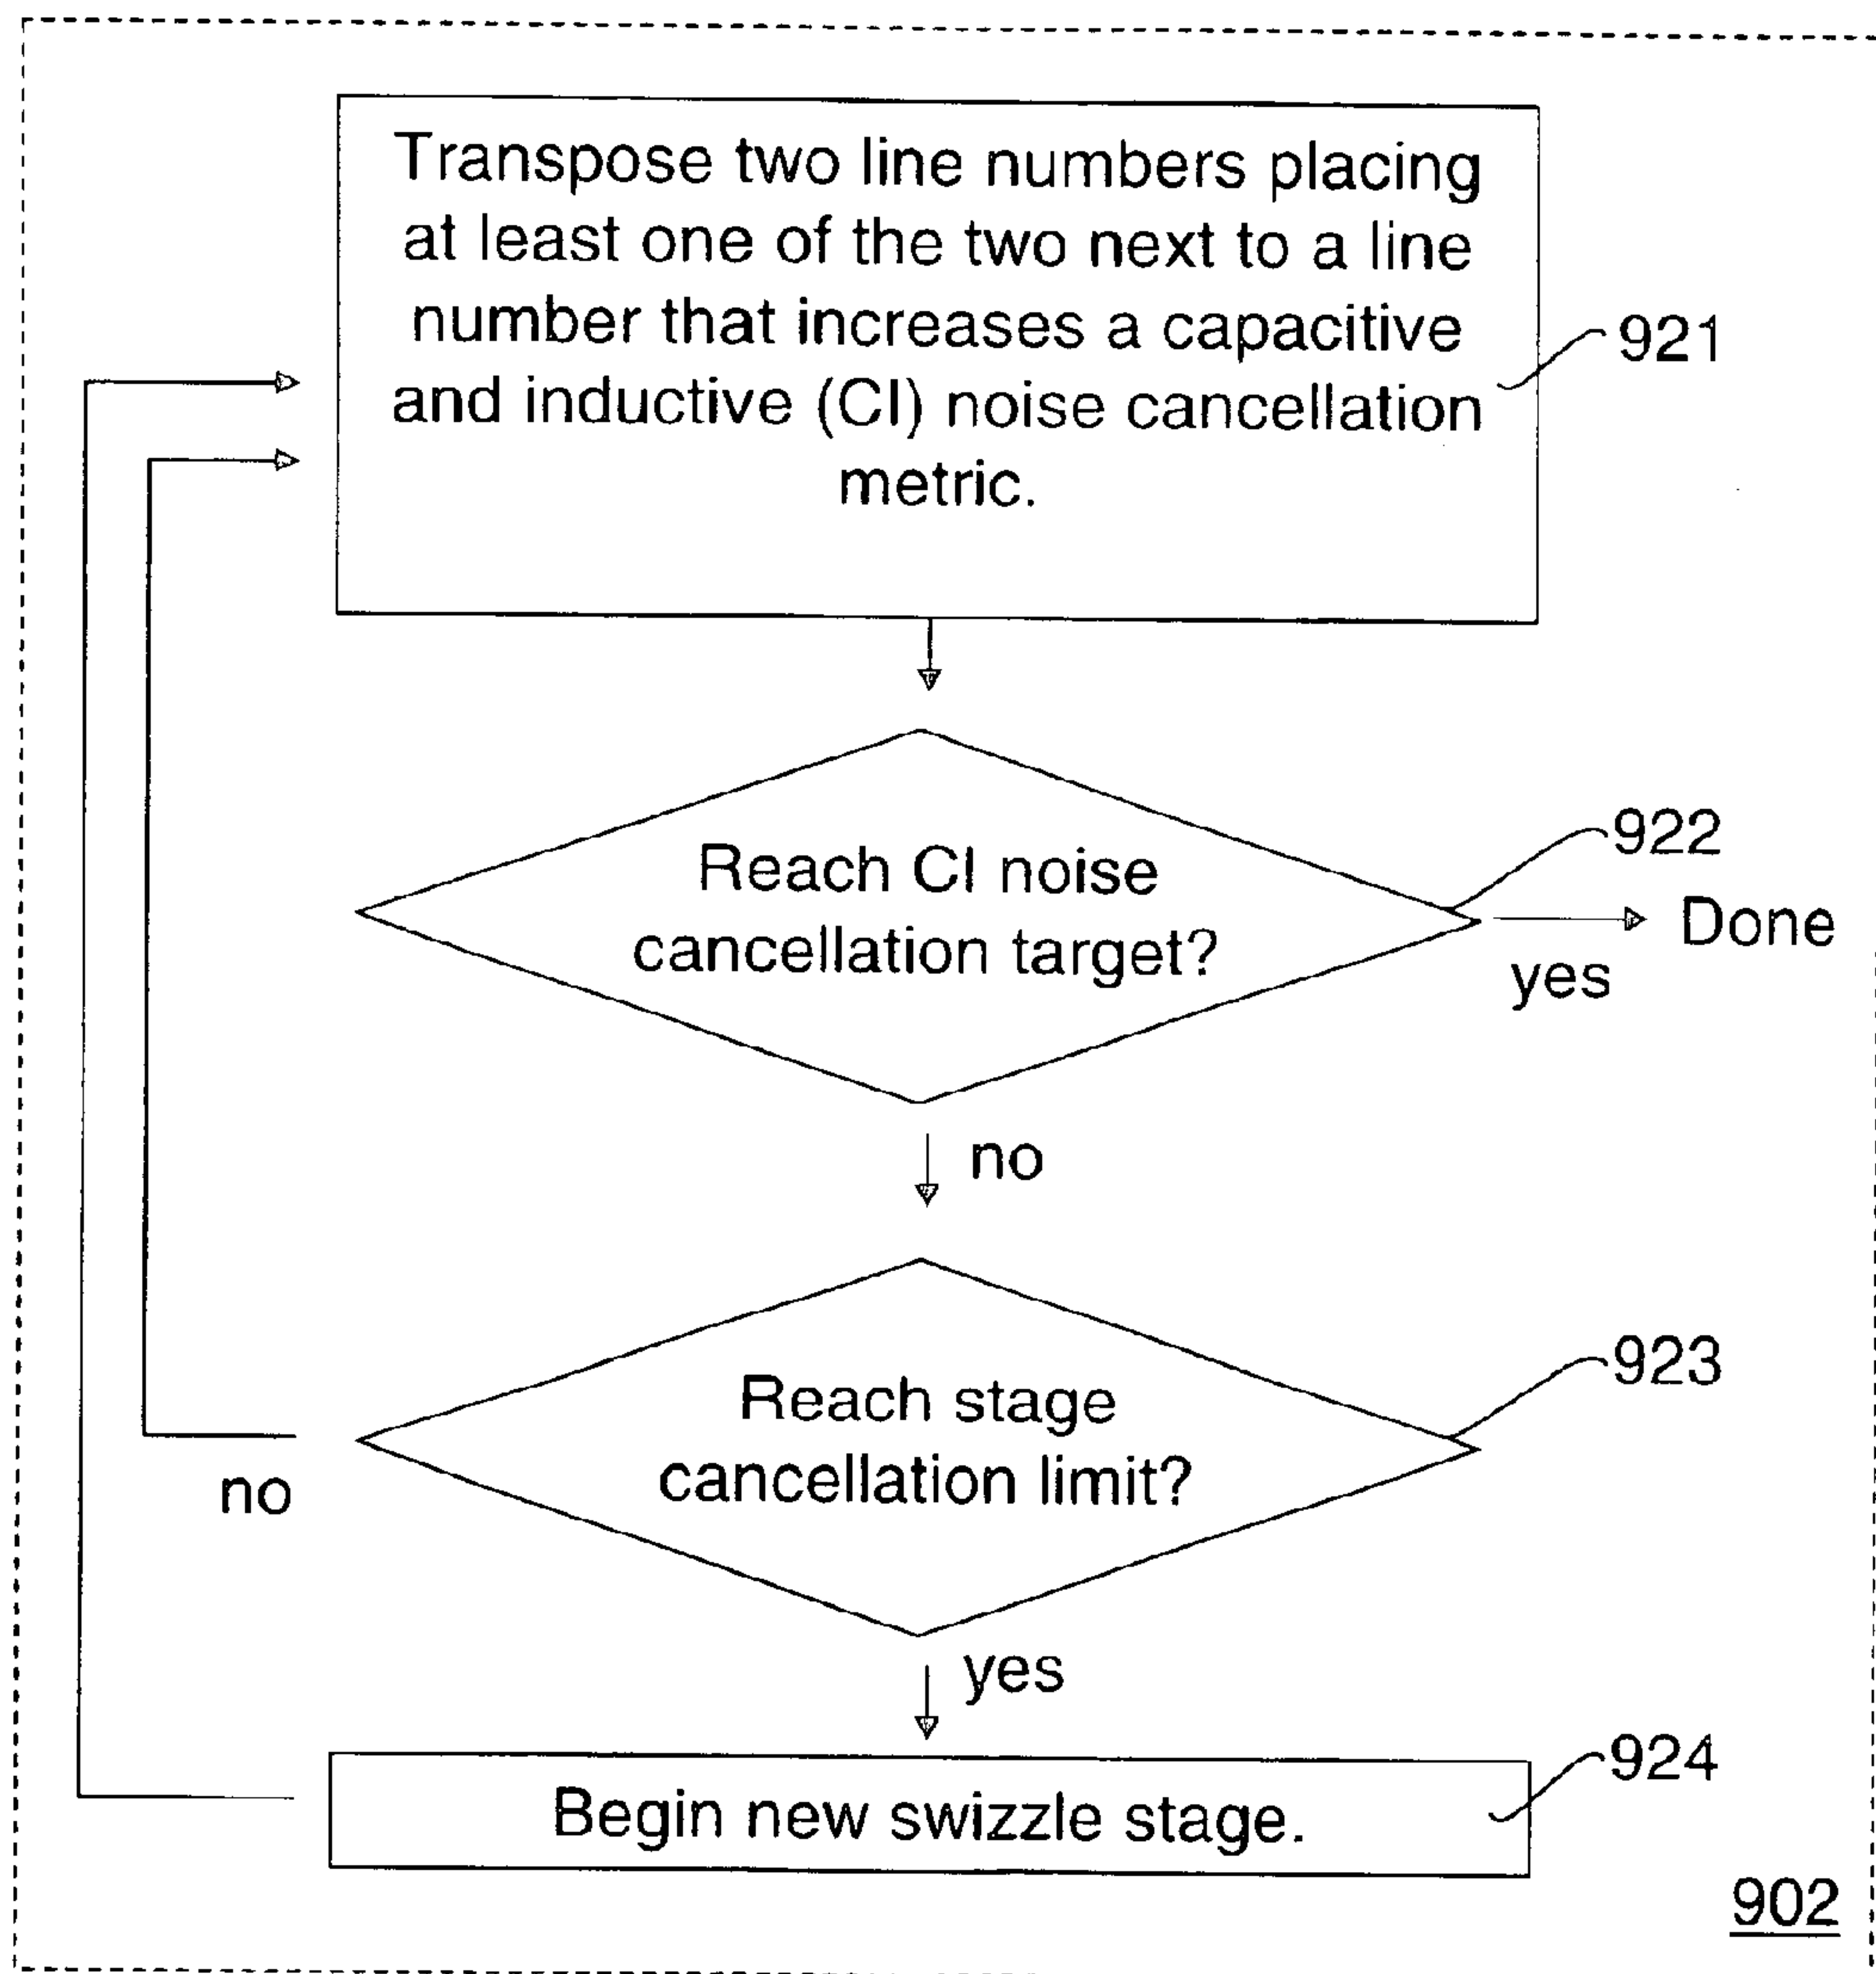 Transpose two line numbers placing
at least one of the two next to a line
number that increases a capacitive
and inductive (CI) noise cancellation
metric.
921
Reach CI noise
cancellation target?
922
Done
yes
no
Reach stage
cancellation limit?
923
no
yes
Begin new swizzle stage.
924
902